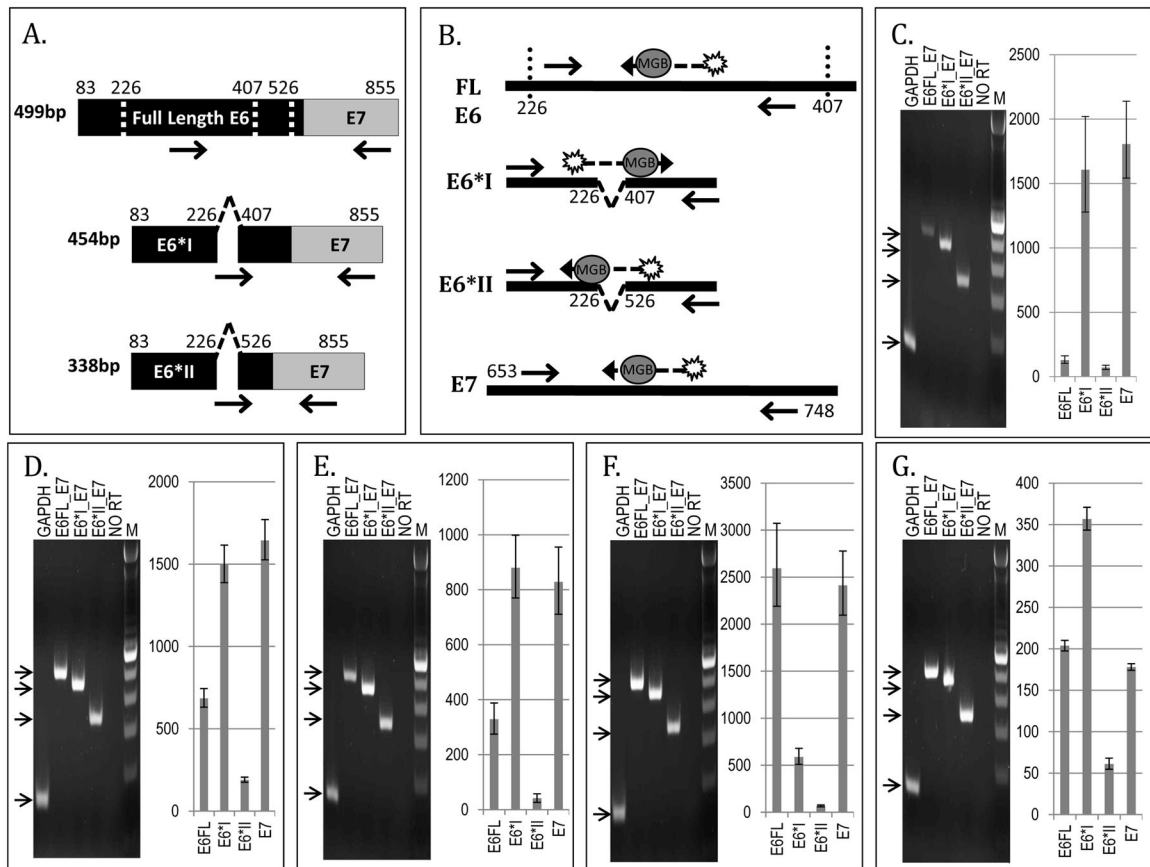 A.
83 226 407 526 855
499bp Full Length E6 E7
83 226 407 855
454bp E6*I E7
83 226 526 855
338bp E6*II E7
B.
MGB
FL
E6
226 407
MGB
E6*I
226 407
MGB
E6*II
226 526
MGB
653
E7
748
C.
GAPDH
E6FL_E7
E6*I_E7
E6*II_E7
NO RT
M
2500
2000
1500
1000
500
0
E6FL
E6*I
E6*II
E7
D.
GAPDH
E6FL_E7
E6*I_E7
E6*II_E7
NO RT
M
2000
1500
1000
500
0
E6FL
E6*I
E6*II
E7
E.
GAPDH
E6FL_E7
E6*I_E7
E6*II_E7
NO RT
M
1200
1000
800
600
400
200
0
E6FL
E6*I
E6*II
E7
F.
GAPDH
E6FL_E7
E6*I_E7
E6*II_E7
NO RT
M
3500
3000
2500
2000
1500
1000
500
0
E6FL
E6*I
E6*II
E7
G.
GAPDH
E6FL_E7
E6*I_E7
E6*II_E7
NO RT
M
400
350
300
250
200
150
100
50
0
E6FL
E6*I
E6*II
E7